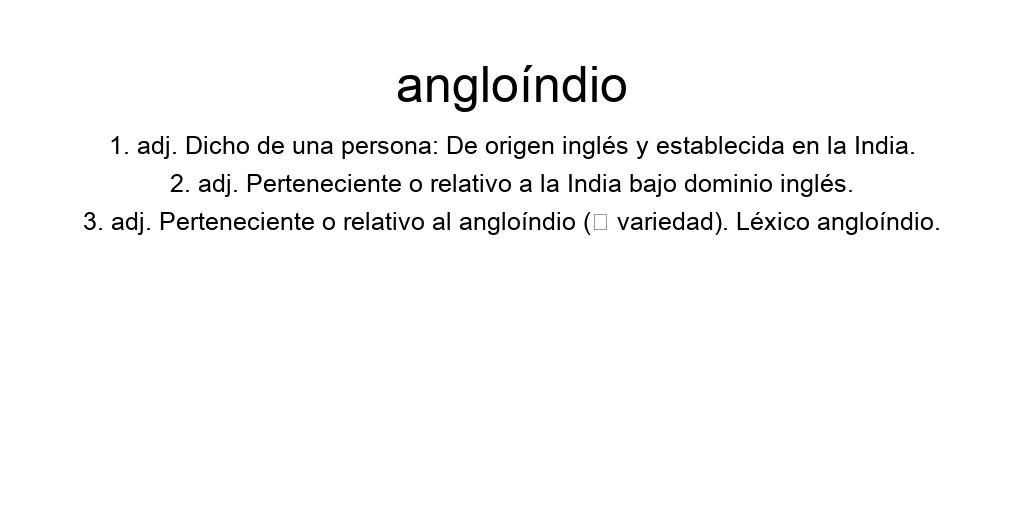 angloíndio
1. adj. Dicho de una persona: De origen inglés y establecida en la India.
2. adj. Perteneciente o relativo a la India bajo dominio inglés.
3. adj. Perteneciente o relativo al angloíndio (▯ variedad). Léxico angloíndio.